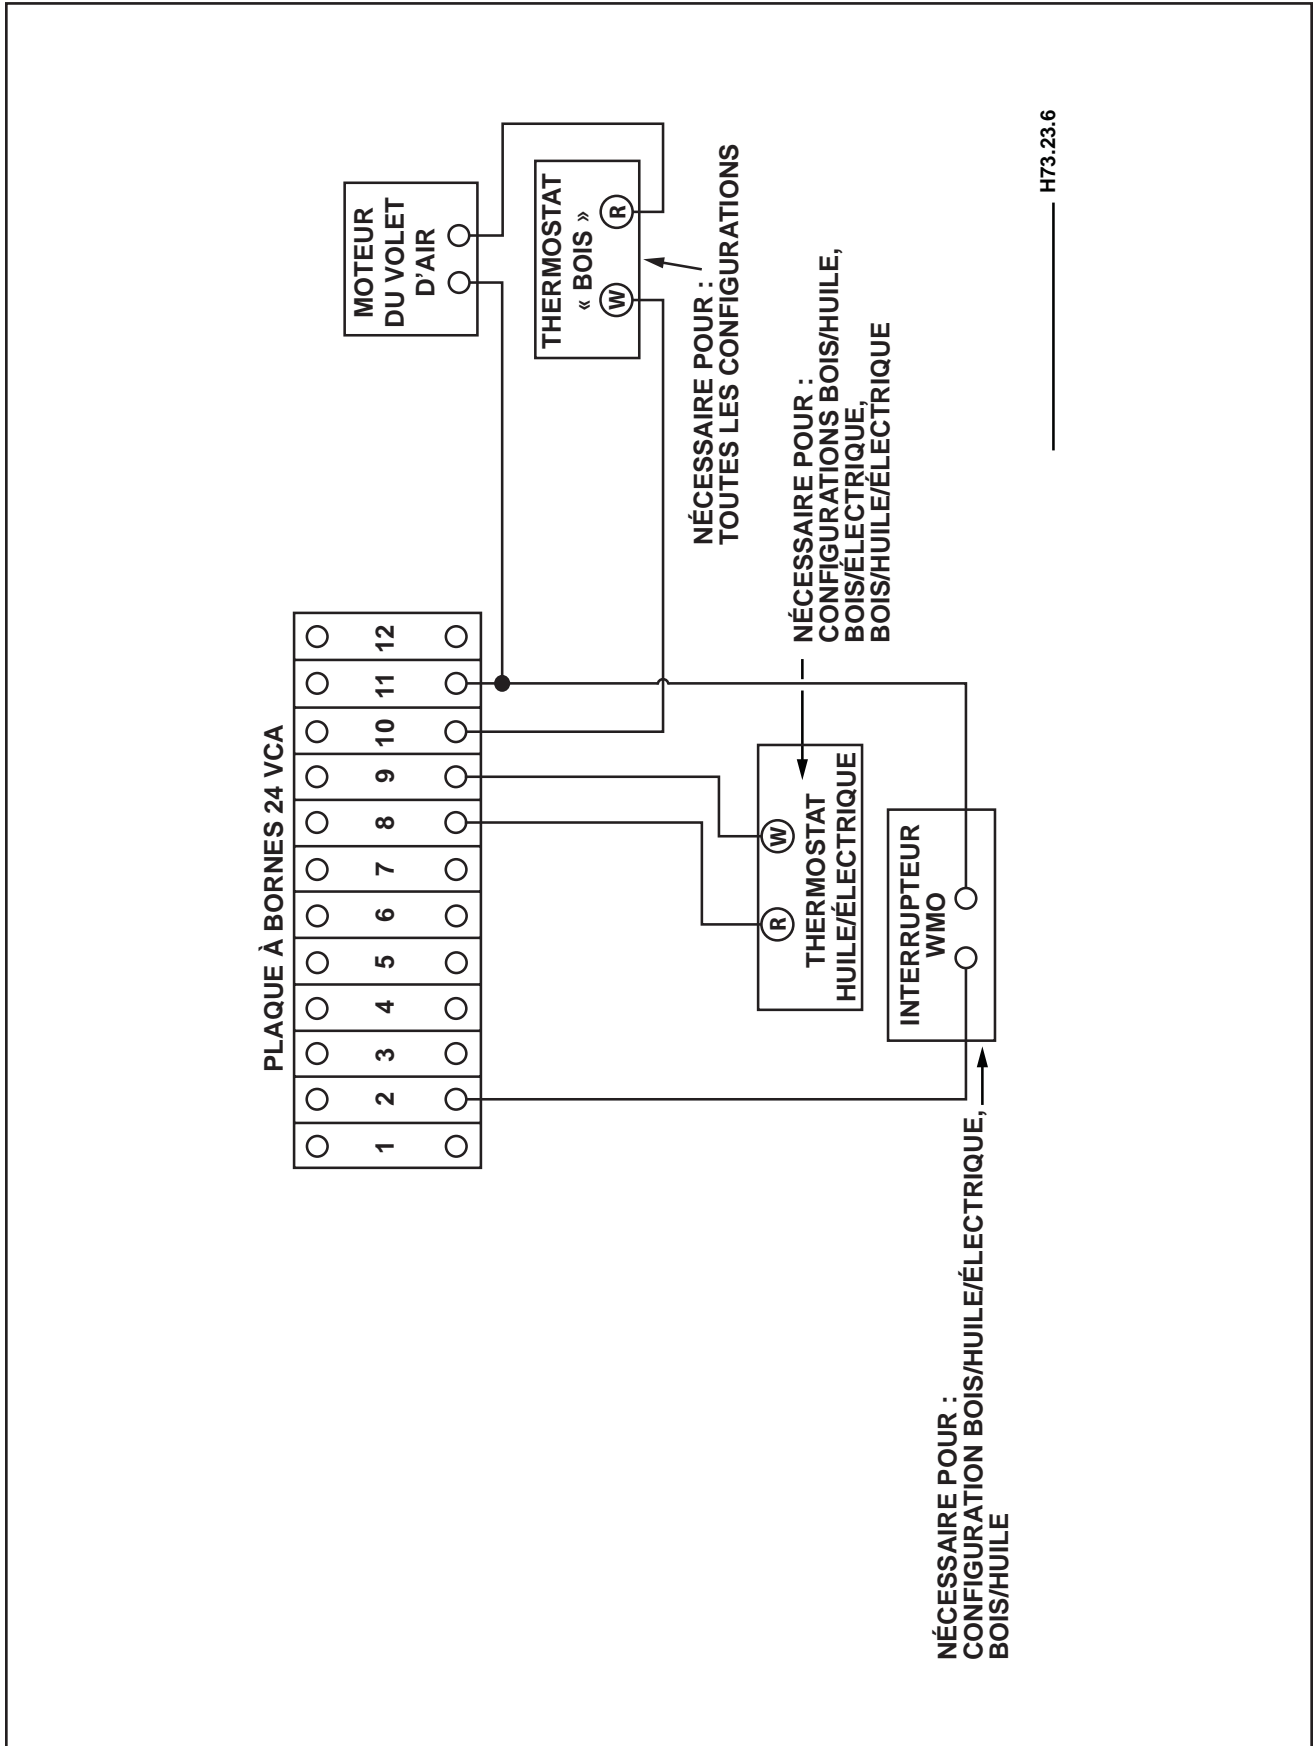 PLAQUE À BORNES 24 VCA
1 2 3 4 5 6 7 8 9 10 11 12
MOTEUR
DU VOLET
D'AIR
THERMOSTAT
« BOIS »
W R
NÉCESSAIRE POUR :
TOUTES LES CONFIGURATIONS
R W
THERMOSTAT
HUILE/ÉLECTRIQUE
NÉCESSAIRE POUR :
CONFIGURATIONS BOIS/HUILE,
BOIS/ÉLECTRIQUE,
BOIS/HUILE/ÉLECTRIQUE
INTERRUPTEUR
WMO
NÉCESSAIRE POUR :
CONFIGURATION BOIS/HUILE/ÉLECTRIQUE,
BOIS/HUILE
H73.23.6